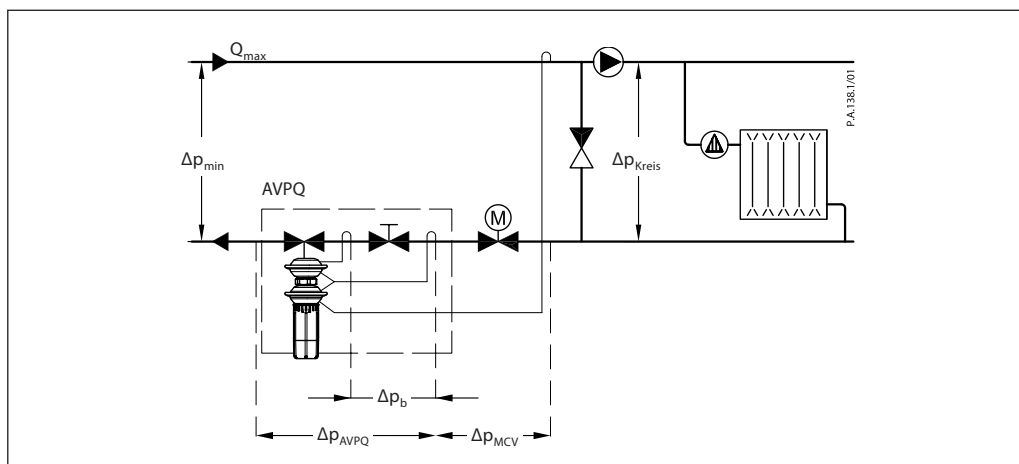 Qmax
P.A.138.1/01
Δpmin
ΔpKreis
AVPQ
M
Δpb
ΔpAVPQ
ΔpMCV